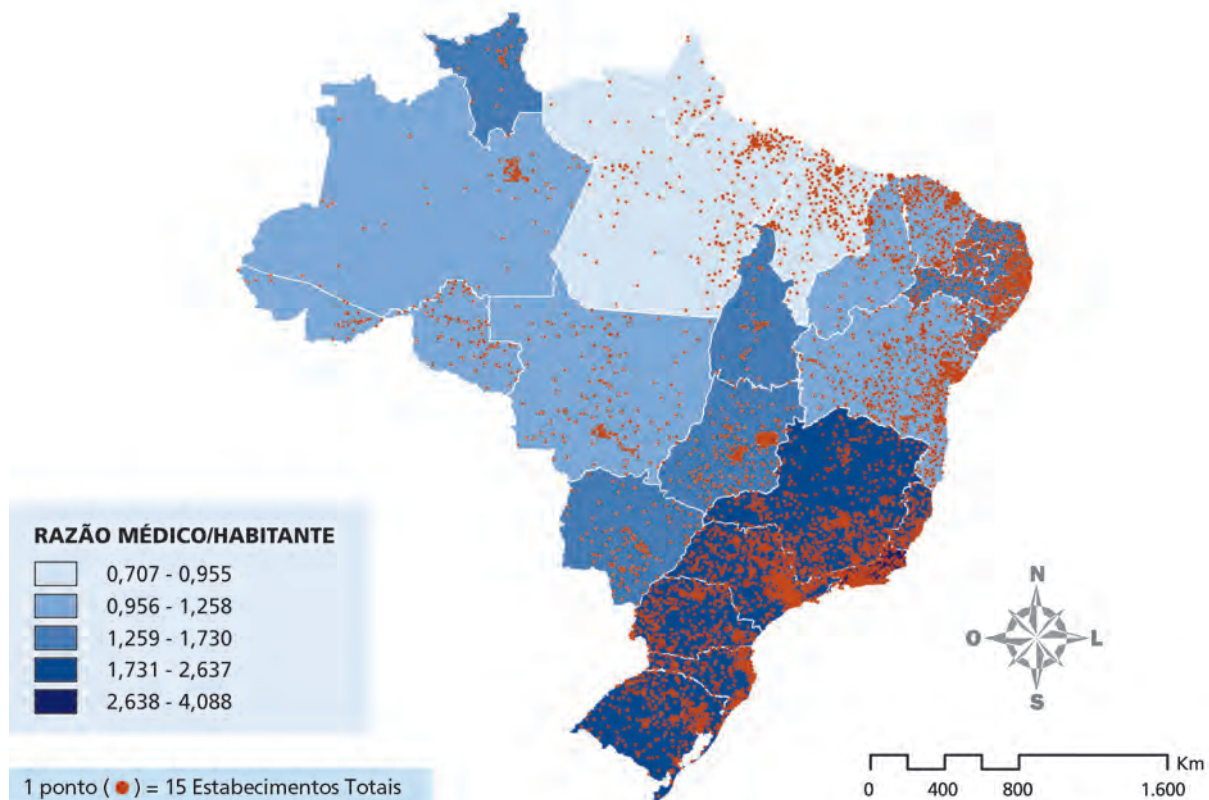 RAZÃO MÉDICO/HABITANTE
0,707 - 0,955
0,956 - 1,258
1,259 - 1,730
1,731 - 2,637
2,638 - 4,088
1 ponto ( ● ) = 15 Estabecimentos Totais
N
O L
S
Km
0 400 800 1.600